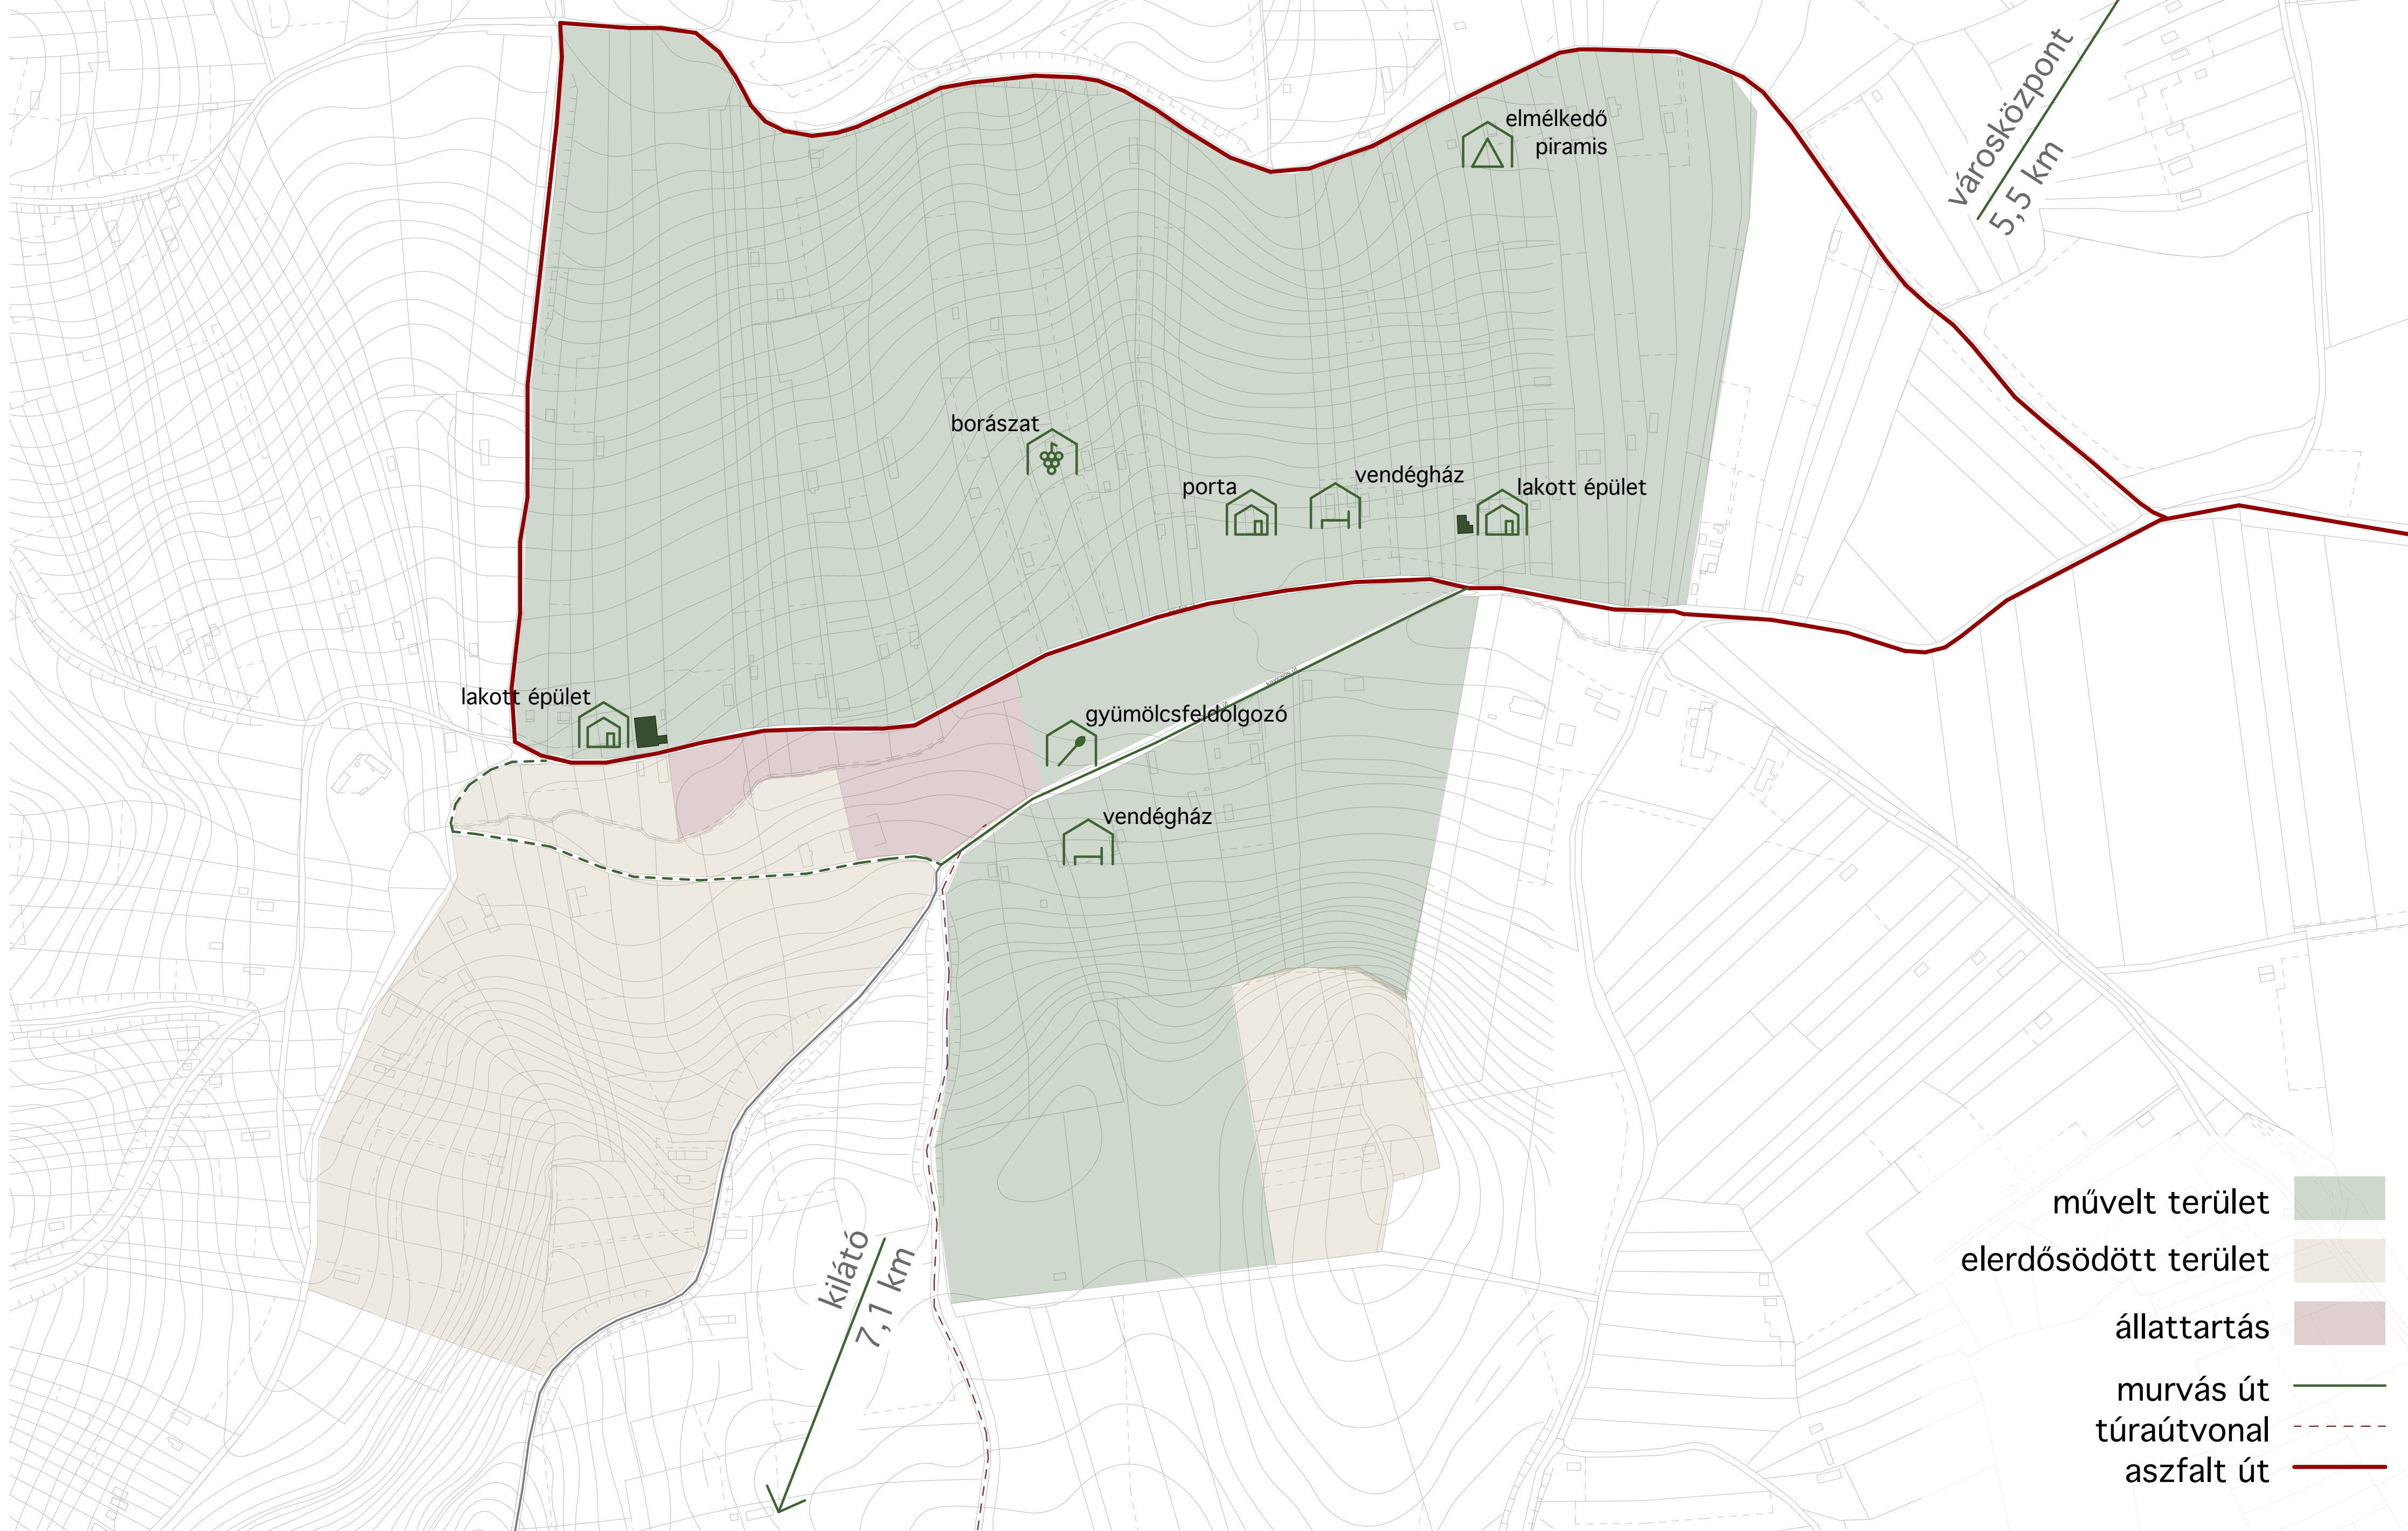 városközpont
5,5 km
elmélkedő
piramis
borászat
vendégház
porta
lakott épület
lakott épület
gyümölcsfeldolgozó
vendégház
kilátó
7,1 km
művelt terület
elerdősödött terület
állattartás
murvás út
túraútvonal
aszfalt út